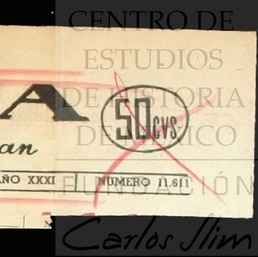 CENTRO DE
ESTUDIOS
DE HISTORIA
DE MÉXICO
A
50 CVS
an
AÑO XXXI | NUMERO 11.611
FUNDACIÓN
Carlos Slim